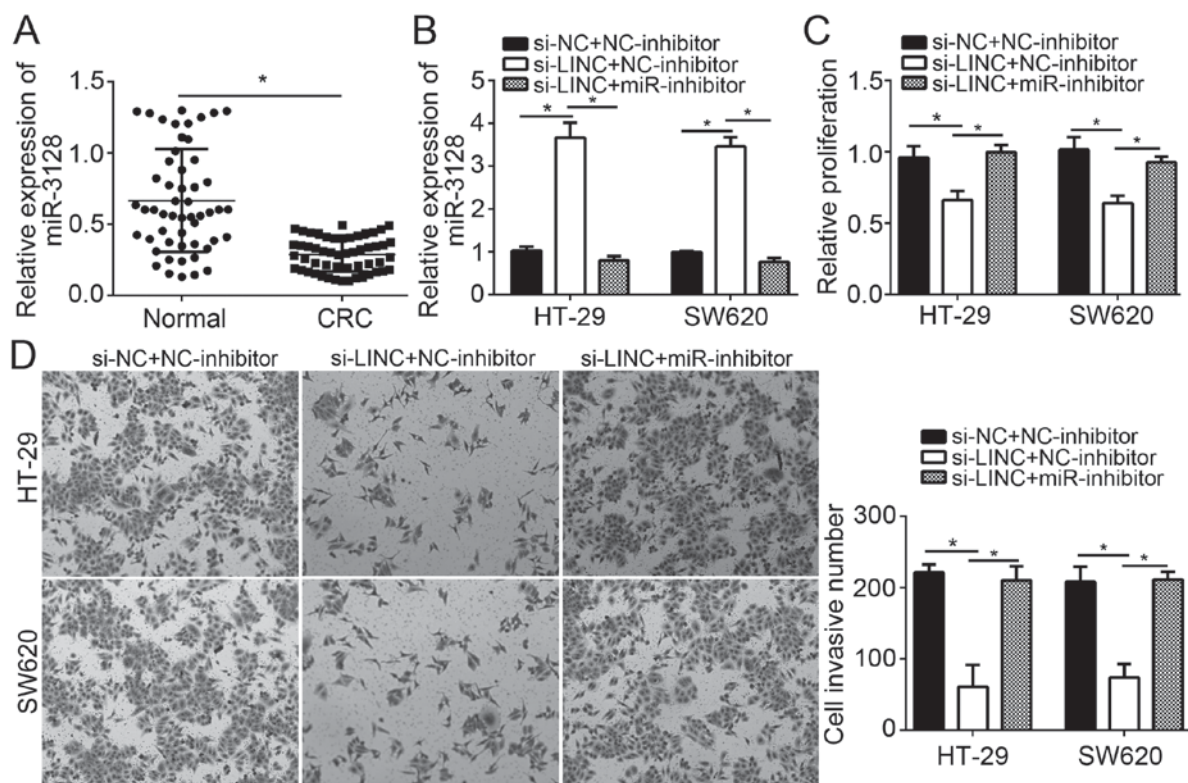 A
Relative expression of
miR-3128
1.5
1.0
0.5
0.0
*
Normal
CRC
B
si-NC+NC-inhibitor
si-LINC+NC-inhibitor
si-LINC+miR-inhibitor
Relative expression of
miR-3128
5
4
3
2
1
0
* *
* *
HT-29
SW620
C
si-NC+NC-inhibitor
si-LINC+NC-inhibitor
si-LINC+miR-inhibitor
Relative proliferation
1.5
1.0
0.5
0.0
* *
* *
HT-29
SW620
D
si-NC+NC-inhibitor
si-LINC+NC-inhibitor
si-LINC+miR-inhibitor
HT-29
SW620
si-NC+NC-inhibitor
si-LINC+NC-inhibitor
si-LINC+miR-inhibitor
Cell invasive number
300
200
100
0
* *
* *
HT-29
SW620